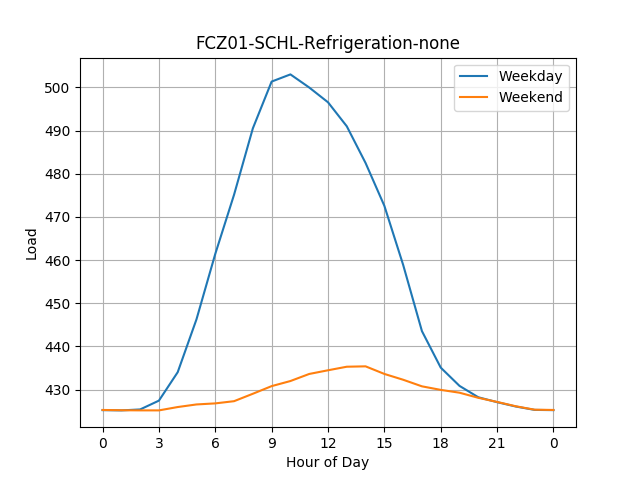 FCZ01-SCHL-Refrigeration-none
Weekday
Weekend
500
490
480
470
460
450
440
430
Load
0 3 6 9 12 15 18 21 0
Hour of Day